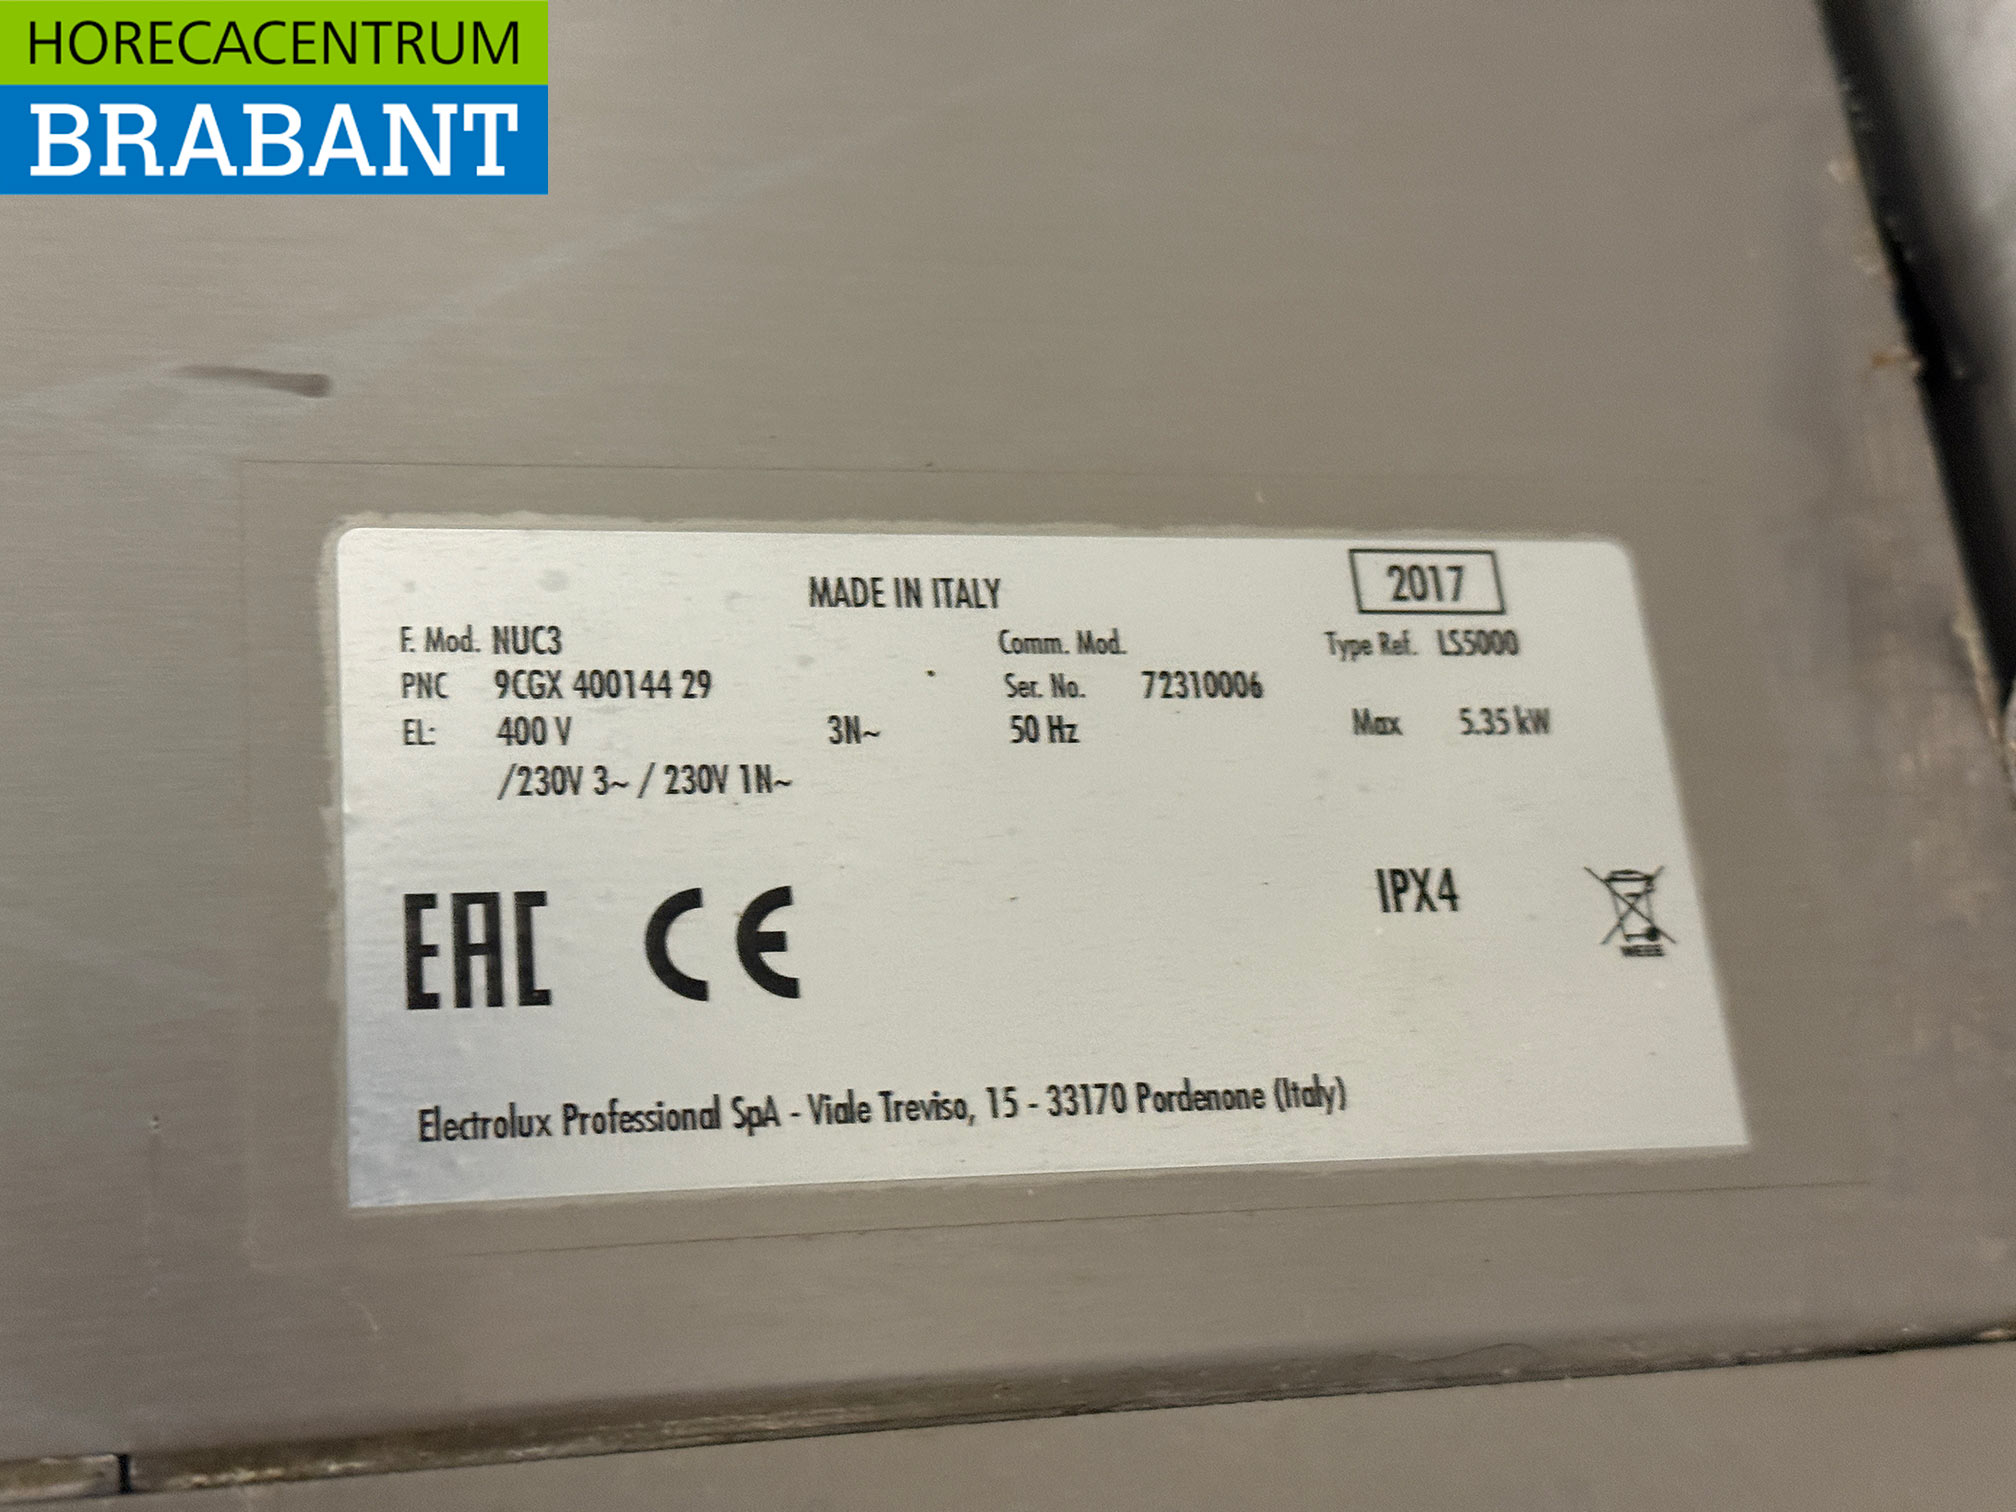 HORECACENTRUM
BRABANT
MADE IN ITALY
2017
F. Mod. NUC3 Comm. Mod. Type Ref. LS5000
PNC 9CGX 400144 29 Ser. No. 72310006
EL: 400 V 3N~ 50 Hz Max 5.35 kW
/230V 3~ / 230V 1N~
EAC CE IPX4
WEEE
Electrolux Professional SpA - Viale Treviso, 15 - 33170 Pordenone (Italy)